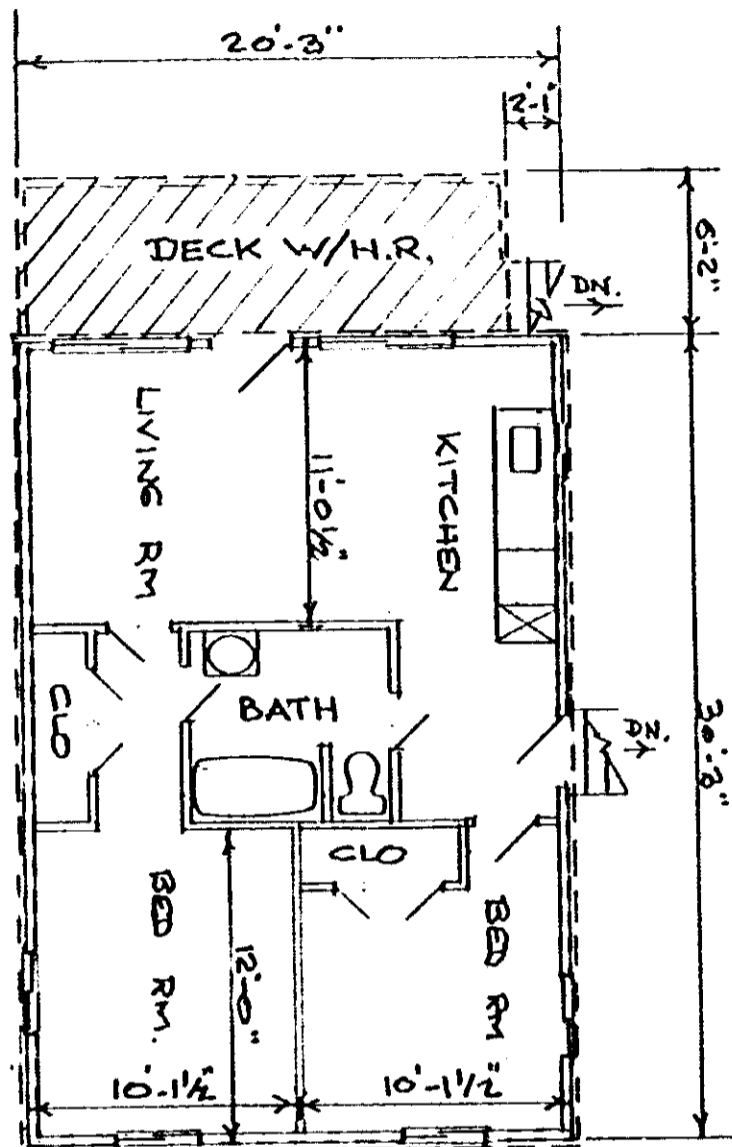 20'-3"
2'-1"
6'-2"
DECK W/H.R.
DN.
LIVING RM
11'-0½"
KITCHEN
CLO
BATH
DN.
30'-3"
CLO
BED RM.
12'-0"
BED RM
10'-1½"
10'-1½"